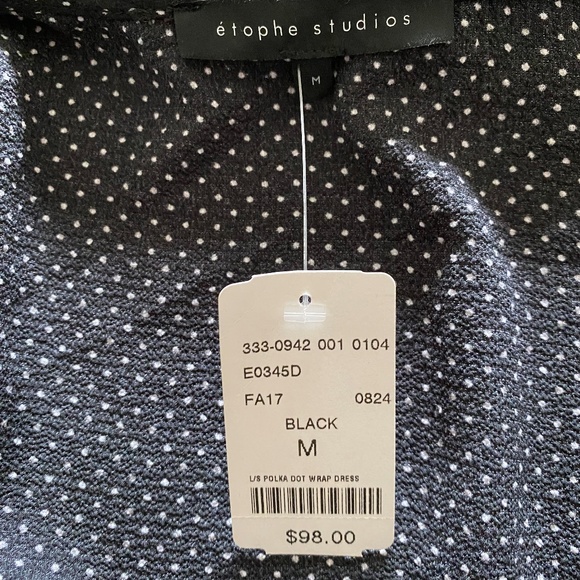 étophe studios
M
333-0942 001 0104
E0345D
FA17 0824
BLACK
M
L/S POLKA DOT WRAP DRESS
$98.00